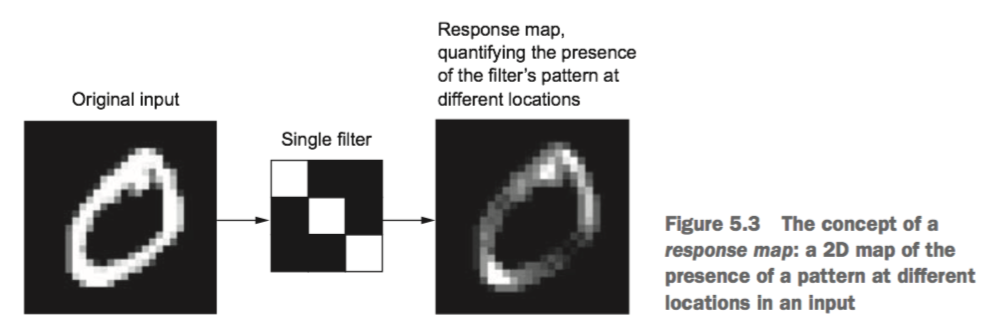 Response map,
quantifying the presence
of the filter's pattern at
different locations
Original input
Single filter
Figure 5.3 The concept of a
response map: a 2D map of the
presence of a pattern at different
locations in an input